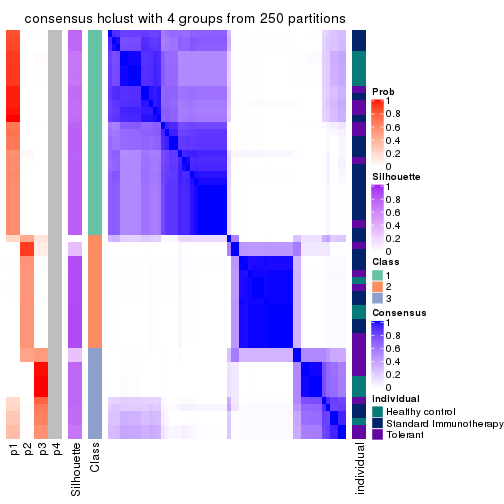 consensus hclust with 4 groups from 250 partitions
Prob
1
0.8
0.6
0.4
0.2
0
Silhouette
1
0.8
0.6
0.4
0.2
0
Class
1
2
3
Consensus
1
0.8
0.6
0.4
0.2
0
individual
Healthy control
Standard Immunotherapy
Tolerant
p1
p2
p3
p4
Silhouette
Class
individual